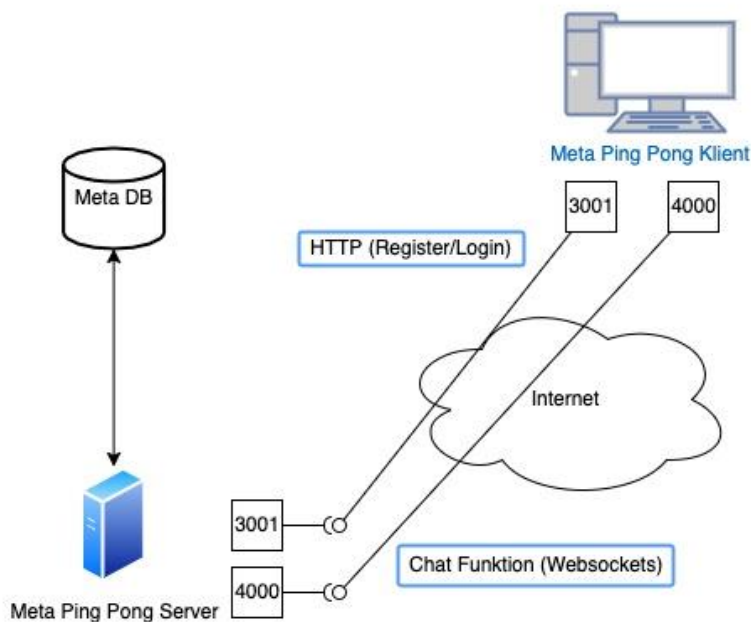 Meta Ping Pong Klient
Meta DB
3001
4000
HTTP (Register/Login)
Internet
3001
4000
Chat Funktion (Websockets)
Meta Ping Pong Server